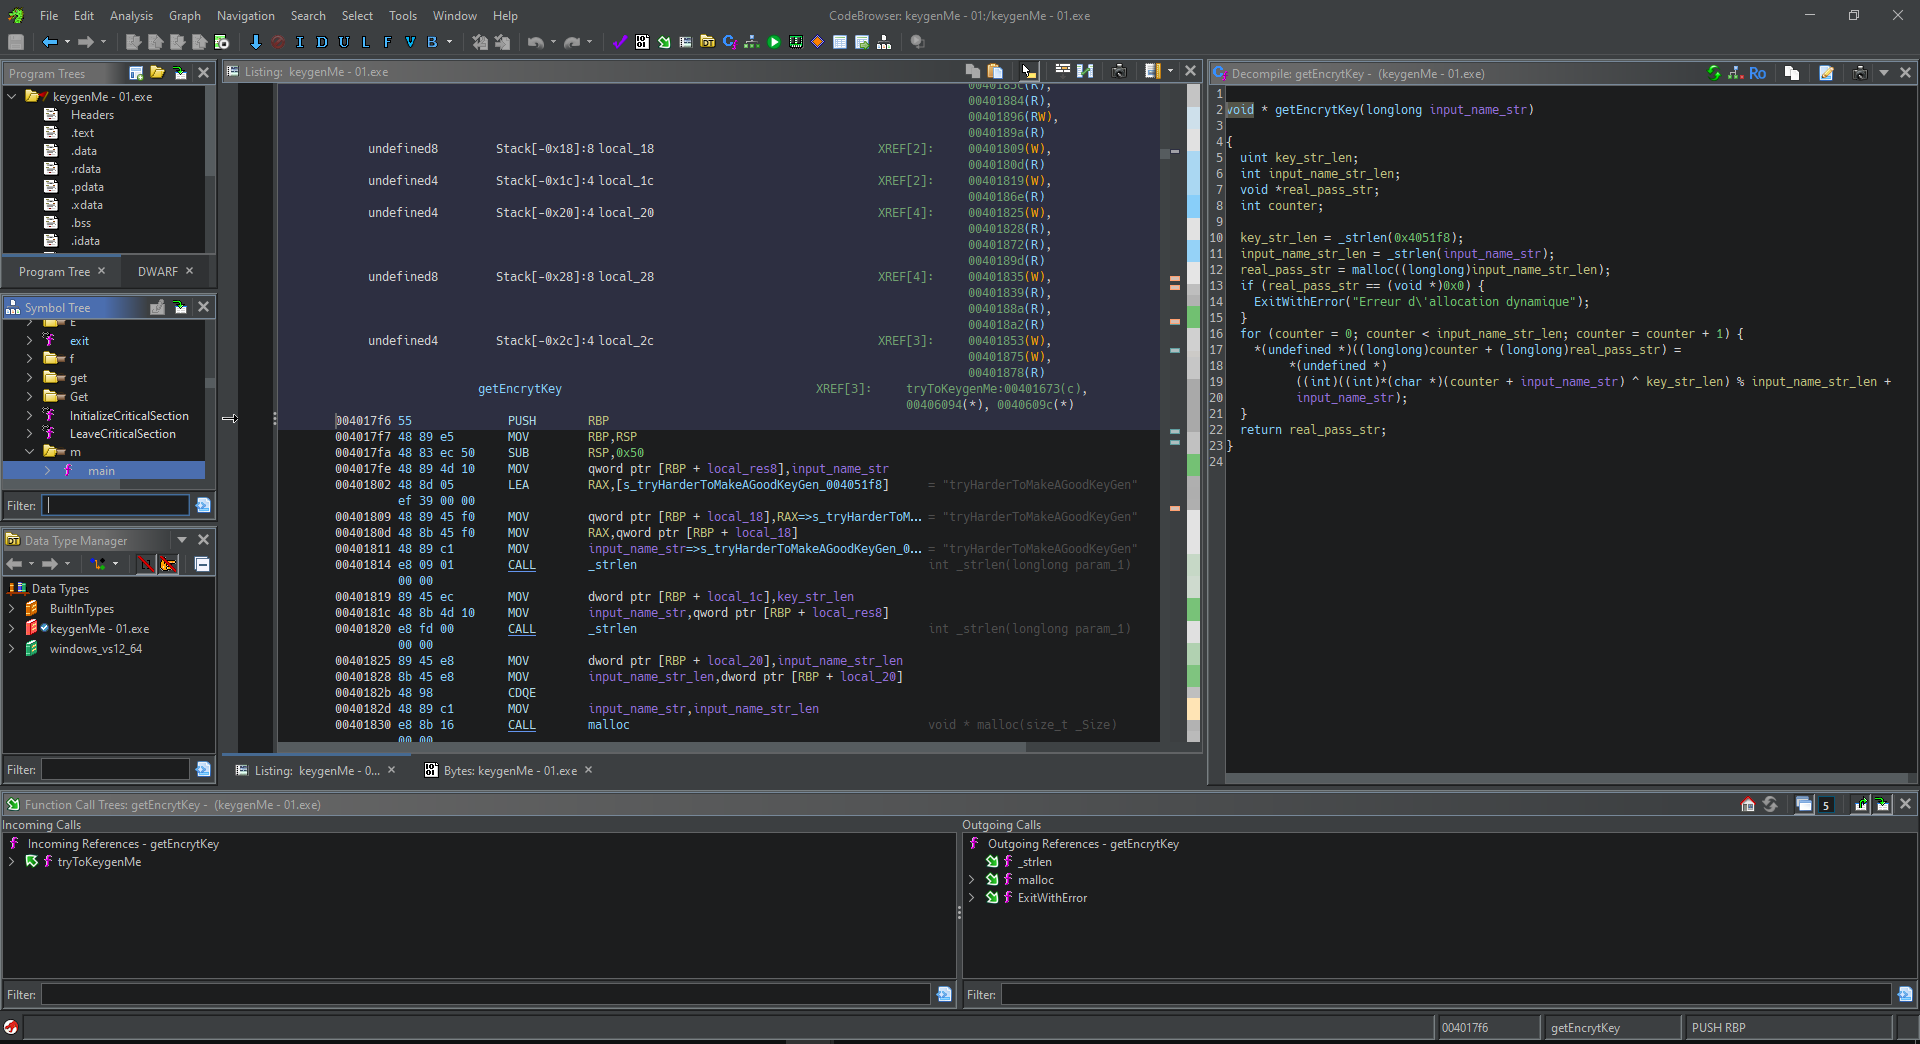 File Edit Analysis Graph Navigation Search Select Tools Window Help
CodeBrowser: keygenMe - 01:/keygenMe - 01.exe
I D U L F V B
Program Trees
keygenMe - 01.exe
Headers
.text
.data
.rdata
.pdata
.xdata
.bss
.idata
Program Tree
DWARF
Symbol Tree
E
exit
f
get
Get
InitializeCriticalSection
LeaveCriticalSection
m
main
Filter:
Data Type Manager
Data Types
BuiltInTypes
keygenMe - 01.exe
windows_vs12_64
Filter:
Listing: keygenMe - 01.exe
0040185c(R),
00401884(R),
00401896(RW),
0040189a(R)
undefined8 Stack[-0x18]:8 local_18 XREF[2]: 00401809(W),
0040180d(R)
undefined4 Stack[-0x1c]:4 local_1c XREF[2]: 00401819(W),
0040186e(R)
undefined4 Stack[-0x20]:4 local_20 XREF[4]: 00401825(W),
00401828(R),
00401872(R),
0040189d(R)
undefined8 Stack[-0x28]:8 local_28 XREF[4]: 00401835(W),
00401839(R),
0040188a(R),
004018a2(R)
undefined4 Stack[-0x2c]:4 local_2c XREF[3]: 00401853(W),
00401875(W),
00401878(R)
getEncrytKey XREF[3]: tryToKeygenMe:00401673(c),
00406094(*), 0040609c(*)
004017f6 55 PUSH RBP
004017f7 48 89 e5 MOV RBP,RSP
004017fa 48 83 ec 50 SUB RSP,0x50
004017fe 48 89 4d 10 MOV qword ptr [RBP + local_res8],input_name_str
00401802 48 8d 05 LEA RAX,[s_tryHarderToMakeAGoodKeyGen_004051f8] = "tryHarderToMakeAGoodKeyGen"
ef 39 00 00
00401809 48 89 45 f0 MOV qword ptr [RBP + local_18],RAX=>s_tryHarderToM... = "tryHarderToMakeAGoodKeyGen"
0040180d 48 8b 45 f0 MOV RAX,qword ptr [RBP + local_18]
00401811 48 89 c1 MOV input_name_str=>s_tryHarderToMakeAGoodKeyGen_0... = "tryHarderToMakeAGoodKeyGen"
00401814 e8 09 01 CALL _strlen int _strlen(longlong param_1)
00 00
00401819 89 45 ec MOV dword ptr [RBP + local_1c],key_str_len
0040181c 48 8b 4d 10 MOV input_name_str,qword ptr [RBP + local_res8]
00401820 e8 fd 00 CALL _strlen int _strlen(longlong param_1)
00 00
00401825 89 45 e8 MOV dword ptr [RBP + local_20],input_name_str_len
00401828 8b 45 e8 MOV input_name_str_len,dword ptr [RBP + local_20]
0040182b 48 98 CDQE
0040182d 48 89 c1 MOV input_name_str,input_name_str_len
00401830 e8 8b 16 CALL malloc void * malloc(size_t _Size)
00 00
Listing: keygenMe - 0...
Bytes: keygenMe - 01.exe
Decompile: getEncrytKey - (keygenMe - 01.exe)
Ro
1
2 void * getEncrytKey(longlong input_name_str)
3
4 {
5 uint key_str_len;
6 int input_name_str_len;
7 void *real_pass_str;
8 int counter;
9
10 key_str_len = _strlen(0x4051f8);
11 input_name_str_len = _strlen(input_name_str);
12 real_pass_str = malloc((longlong)input_name_str_len);
13 if (real_pass_str == (void *)0x0) {
14 ExitWithError("Erreur d\'allocation dynamique");
15 }
16 for (counter = 0; counter < input_name_str_len; counter = counter + 1) {
17 *(undefined *)((longlong)counter + (longlong)real_pass_str) =
18 *(undefined *)
19 ((int)((int)*(char *)(counter + input_name_str) ^ key_str_len) % input_name_str_len +
20 input_name_str);
21 }
22 return real_pass_str;
23 }
24
Function Call Trees: getEncrytKey - (keygenMe - 01.exe)
5
Incoming Calls
Incoming References - getEncrytKey
tryToKeygenMe
Filter:
Outgoing Calls
Outgoing References - getEncrytKey
_strlen
malloc
ExitWithError
Filter:
004017f6
getEncrytKey
PUSH RBP